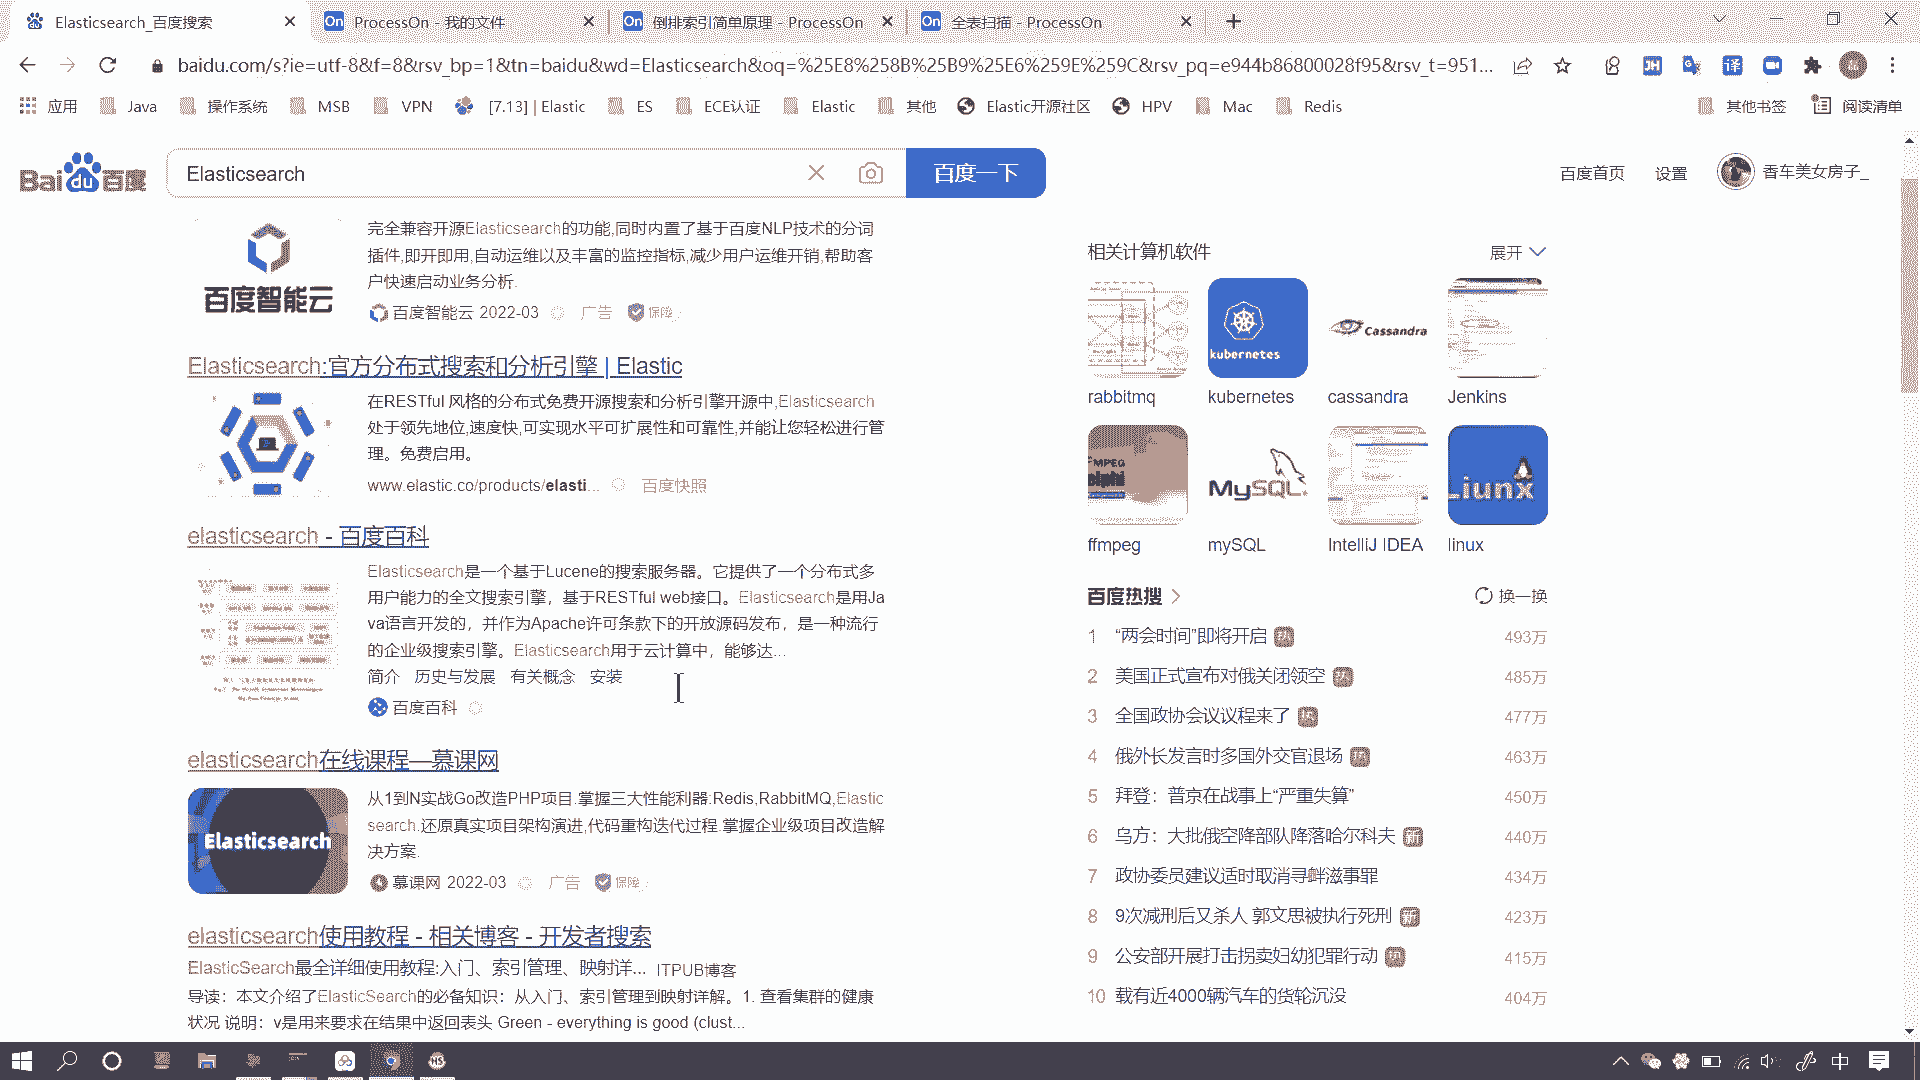 Elasticsearch_百度搜索
ProcessOn - 我的文件
倒排索引简单原理 - ProcessOn
全表扫描 - ProcessOn
baidu.com/s?ie=utf-8&f=8&rsv_bp=1&tn=baidu&wd=Elasticsearch&oq=%25E8%258B%25B9%25E6%259E%259C&rsv_pq=e944b86800028f95&rsv_t=951...
应用 Java 操作系统 MSB VPN [7.13] | Elastic ES ECE认证 Elastic 其他 Elastic开源社区 HPV Mac Redis 其他书签 阅读清单
Bai du 百度
Elasticsearch
百度一下
百度首页 设置 香车美女房子_
百度智能云
完全兼容开源Elasticsearch的功能,同时内置了基于百度NLP技术的分词
插件,即开即用,自动运维以及丰富的监控指标,减少用户运维开销,帮助客
户快速启动业务分析.
百度智能云 2022-03 广告 保障
Elasticsearch:官方分布式搜索和分析引擎 | Elastic
在RESTful 风格的分布式免费开源搜索和分析引擎开源中,Elasticsearch
处于领先地位,速度快,可实现水平可扩展性和可靠性,并能让您轻松进行管
理。免费启用。
www.elastic.co/products/elasti... 百度快照
elasticsearch - 百度百科
Elasticsearch是一个基于Lucene的搜索服务器。它提供了一个分布式多
用户能力的全文搜索引擎，基于RESTful web接口。Elasticsearch是用Ja
va语言开发的，并作为Apache许可条款下的开放源码发布，是一种流行
的企业级搜索引擎。Elasticsearch用于云计算中，能够达...
简介 历史与发展 有关概念 安装
百度百科
elasticsearch在线课程—慕课网
Elasticsearch
从1到N实战Go改造PHP项目.掌握三大性能利器:Redis,RabbitMQ,Elastic
search.还原真实项目架构演进,代码重构迭代过程.掌握企业级项目改造解
决方案.
慕课网 2022-03 广告 保障
elasticsearch使用教程 - 相关博客 - 开发者搜索
ElasticSearch最全详细使用教程:入门、索引管理、映射详... ITPUB博客
导读：本文介绍了ElasticSearch的必备知识：从入门、索引管理到映射详解。1. 查看集群的健康
状况 说明：v是用来要求在结果中返回表头 Green - everything is good (clust...
相关计算机软件 展开
kubernetes
cassandra
rabbitmq kubernetes cassandra Jenkins
MySQL
Liunx
ffmpeg mySQL IntelliJ IDEA linux
百度热搜 换一换
1 “两会时间”即将开启 热 493万
2 美国正式宣布对俄关闭领空 热 485万
3 全国政协会议议程来了 热 477万
4 俄外长发言时多国外交官退场 热 463万
5 拜登：普京在战事上“严重失算” 450万
6 乌方：大批俄空降部队降落哈尔科夫 新 440万
7 政协委员建议适时取消寻衅滋事罪 434万
8 9次减刑后又杀人 郭文思被执行死刑 新 423万
9 公安部开展打击拐卖妇幼犯罪行动 热 415万
10 载有近4000辆汽车的货轮沉没 404万
中